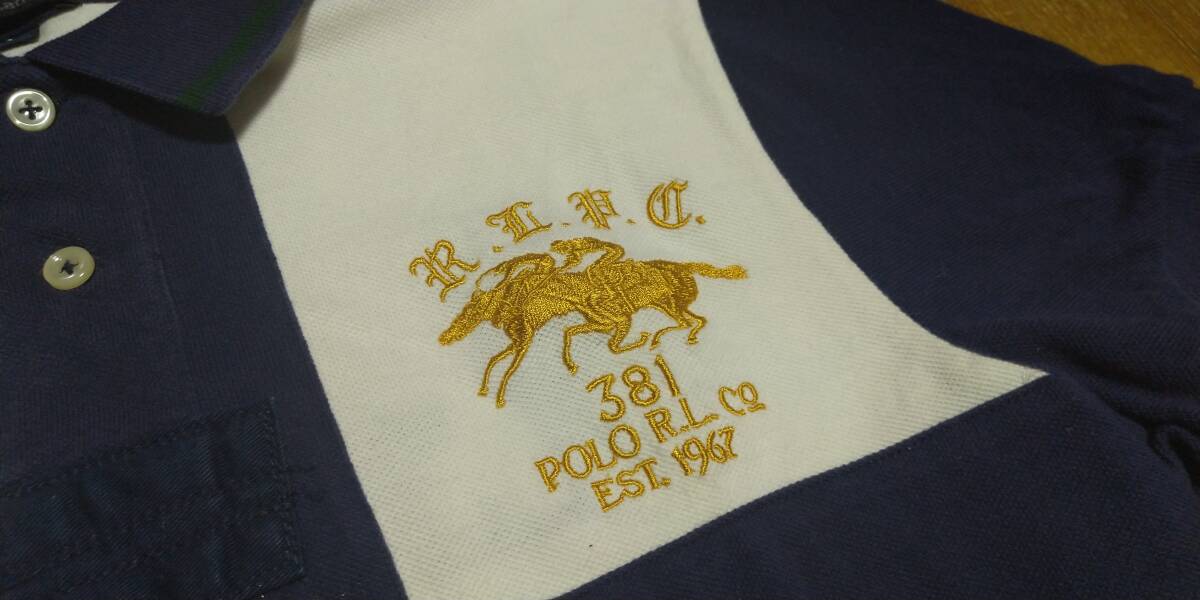 R.L.P.C.
381
POLO R.L. CO
EST. 1967